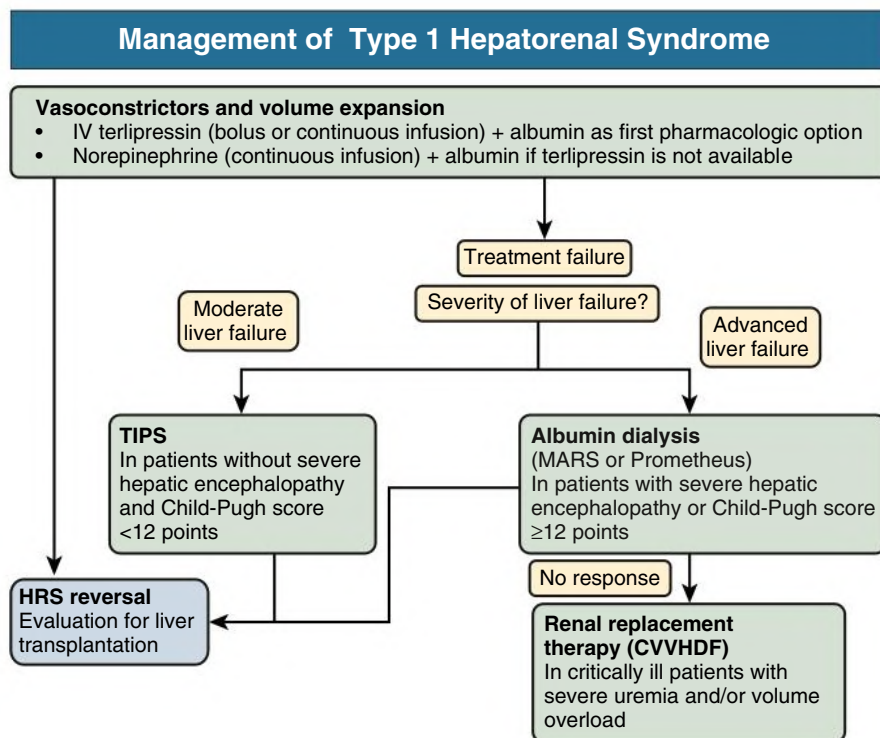 Management of Type 1 Hepatorenal Syndrome
Vasoconstrictors and volume expansion
• IV terlipressin (bolus or continuous infusion) + albumin as first pharmacologic option
• Norepinephrine (continuous infusion) + albumin if terlipressin is not available
Treatment failure
Severity of liver failure?
Moderate
liver failure
Advanced
liver failure
TIPS
In patients without severe
hepatic encephalopathy
and Child-Pugh score
<12 points
Albumin dialysis
(MARS or Prometheus)
In patients with severe hepatic
encephalopathy or Child-Pugh score
≥12 points
No response
HRS reversal
Evaluation for liver
transplantation
Renal replacement
therapy (CVVHDF)
In critically ill patients with
severe uremia and/or volume
overload